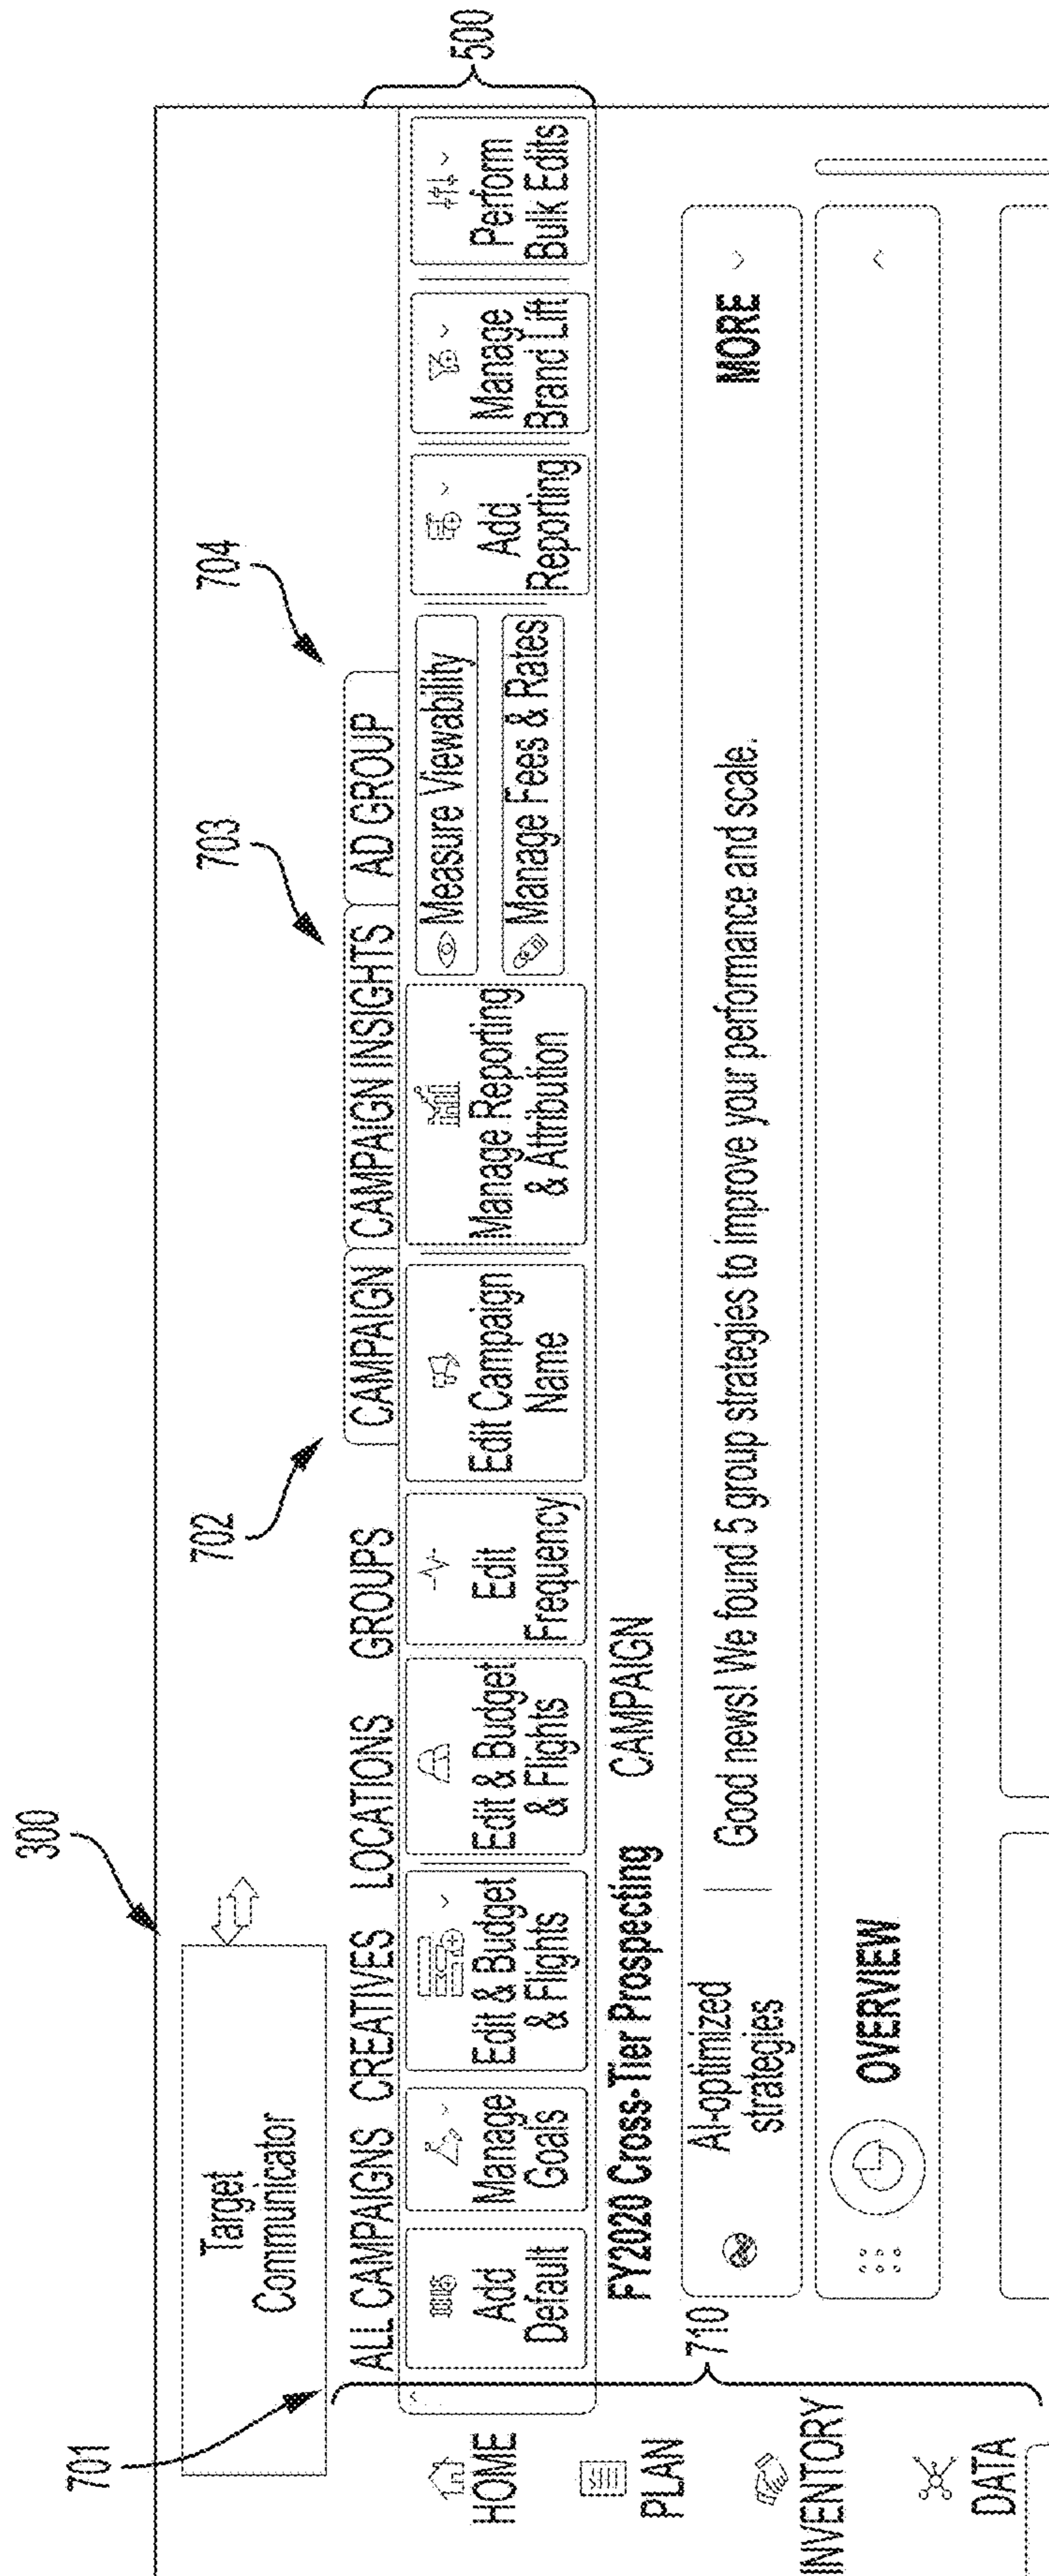 300
701
702
703
704
Target
Communicator
ALL CAMPAIGNS CREATIVES LOCATIONS GROUPS CAMPAIGN CAMPAIGN INSIGHTS AD GROUP
500
Add
Default
Manage
Goals
Edit & Budget
& Flights
Edit & Budget
& Flights
Edit
Frequency
Edit Campaign
Name
Manage Reporting
& Attribution
Measure Viewability
Manage Fees & Rates
Add
Reporting
Manage
Brand Lift
Perform
Bulk Edits
HOME
PLAN
INVENTORY
DATA
710
FY2020 Cross-Tier Prospecting CAMPAIGN
AI-optimized
strategies
Good news! We found 5 group strategies to improve your performance and scale.
MORE
OVERVIEW